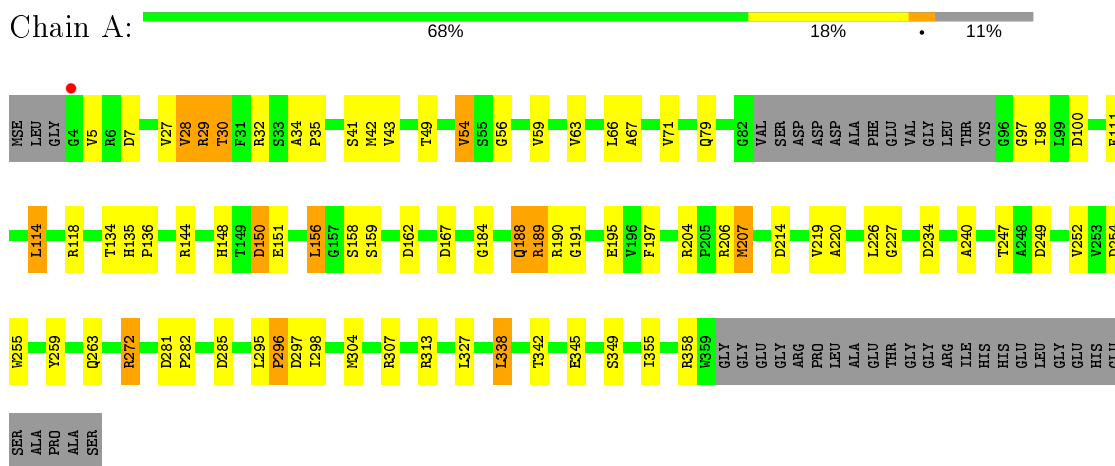 Chain A:
68% 18% • 11%
MSE LEU GLY G4 V5 R6 D7 V27 V28 R29 T30 F31 R32 S33 A34 P35 S41 M42 V43 T49 V54 S55 G56 V59 V63 L66 A67 V71 Q79 G82 VAL SER ASP ASP ASP ALA PHE GLU VAL GLY LEU THR CYS G96 G97 I98 L99 D100 E111
L114 R118 T134 H135 P136 R144 H148 T149 D150 E151 L156 G157 S158 S159 D162 D167 G184 Q188 R189 R190 G191 E195 V196 F197 R204 P205 R206 M207 D214 V219 A220 L226 G227 D234 A240 T247 A248 D249 V252 V253 D254
W255 Y259 Q263 R272 D281 P282 D285 L295 P296 D297 I298 M304 R307 R313 L327 L338 T342 E345 S349 I355 R358 W359 GLY GLY GLU GLY ARG PRO LEU ALA GLU THR GLY GLY ARG ILE HIS HIS GLU LEU GLY GLU HIS GLU
SER ALA PRO ALA SER